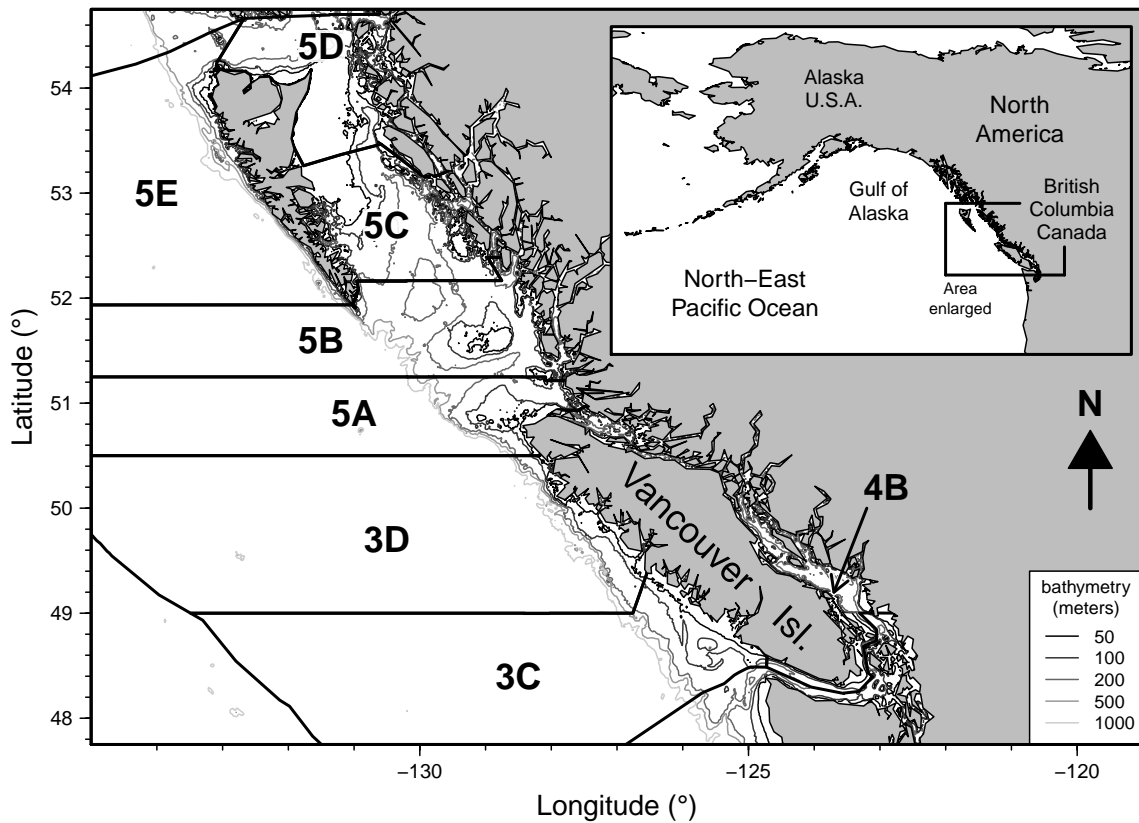 5D
54
53
52
51
50
49
48
Latitude (°)
5E
5C
5B
5A
3D
3C
4B
Vancouver
Isl.
Alaska
U.S.A.
North
America
Gulf of
Alaska
British
Columbia
Canada
North−East
Pacific Ocean
Area
enlarged
N
bathymetry
(meters)
50
100
200
500
1000
−130
−125
−120
Longitude (°)